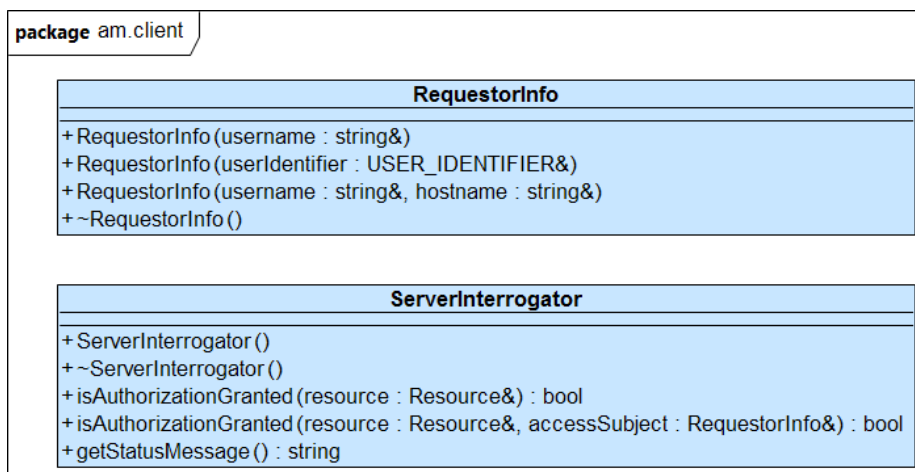 package am.client
RequestorInfo
+RequestorInfo(username : string&)
+RequestorInfo(userIdentifier : USER_IDENTIFIER&)
+RequestorInfo(username : string&, hostname : string&)
+~RequestorInfo()
ServerInterrogator
+ServerInterrogator()
+~ServerInterrogator()
+isAuthorizationGranted(resource : Resource&) : bool
+isAuthorizationGranted(resource : Resource&, accessSubject : RequestorInfo&) : bool
+getStatusMessage() : string